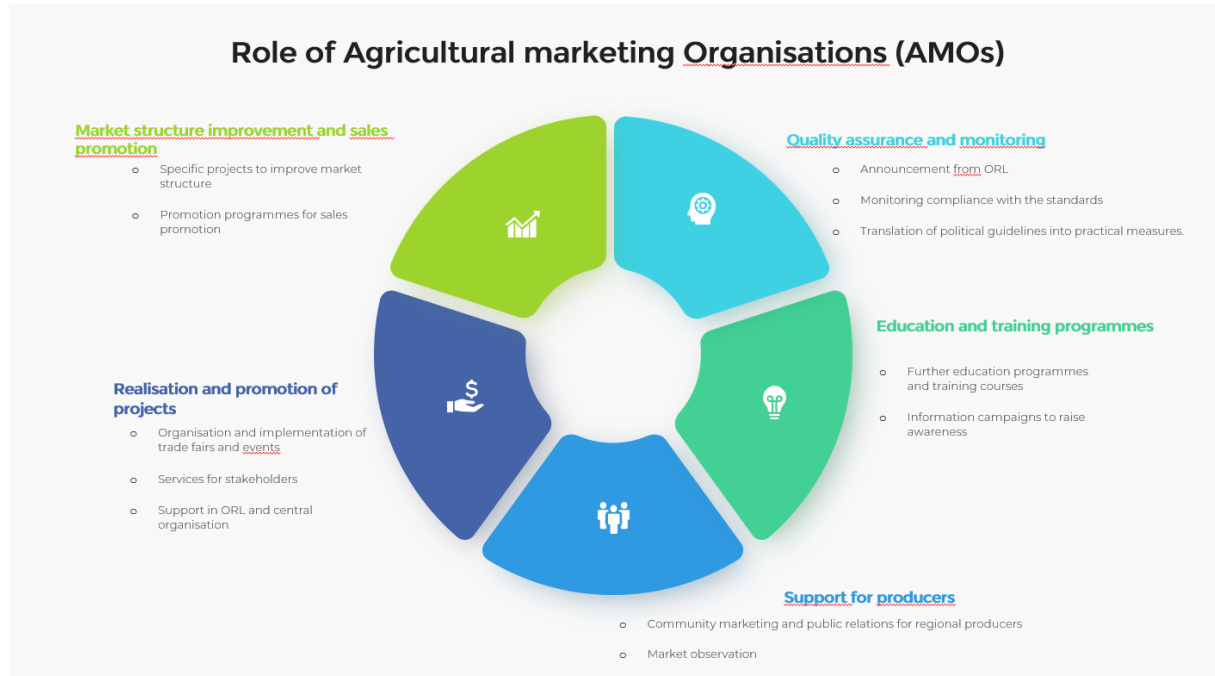 Role of Agricultural marketing Organisations (AMOs)
Market structure improvement and sales
promotion
o Specific projects to improve market
structure
o Promotion programmes for sales
promotion
Quality assurance and monitoring
o Announcement from ORL
o Monitoring compliance with the standards
o Translation of political guidelines into practical measures.
Education and training programmes
o Further education programmes
and training courses
o Information campaigns to raise
awareness
Realisation and promotion of
projects
o Organisation and implementation of
trade fairs and events
o Services for stakeholders
o Support in ORL and central
organisation
$
Support for producers
o Community marketing and public relations for regional producers
o Market observation